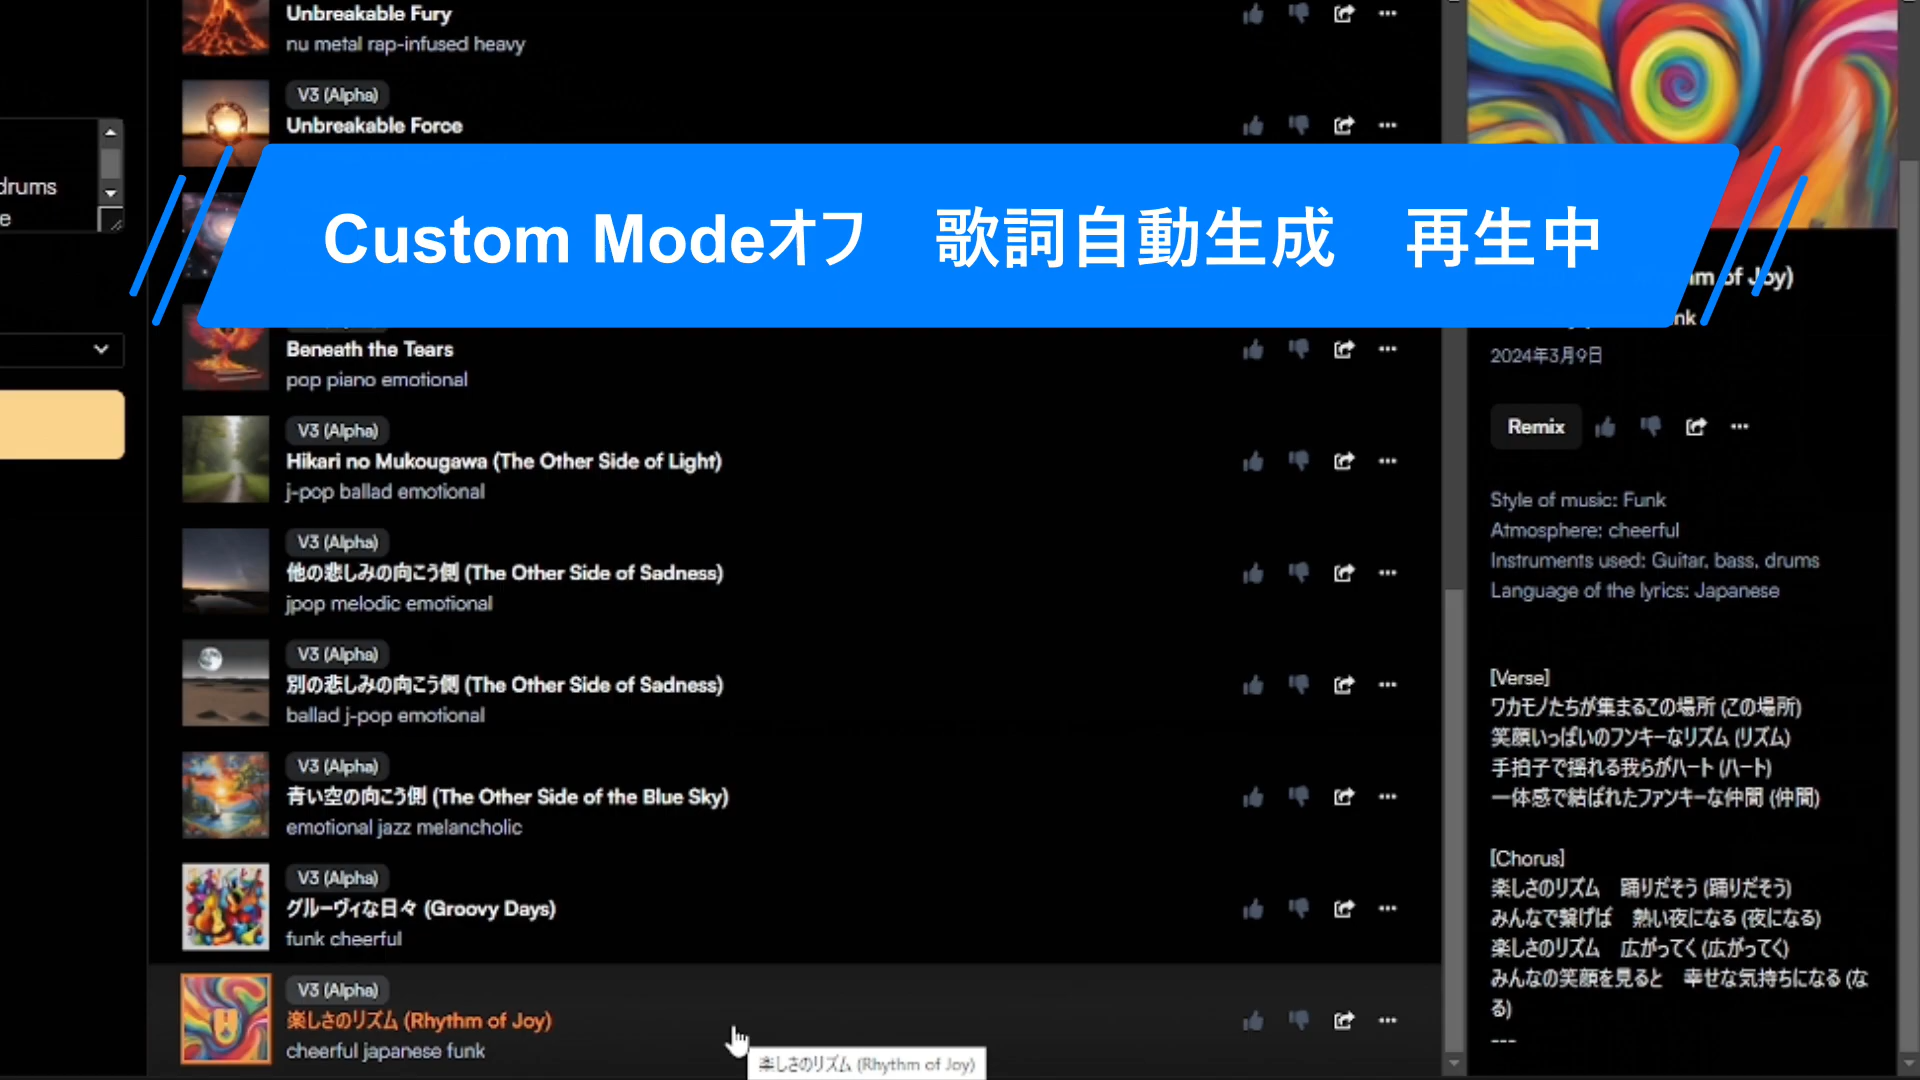 Unbreakable Fury
nu metal rap-infused heavy
V3 (Alpha)
Unbreakable Force
drums
e
Custom Modeオフ　歌詞自動生成　再生中
Beneath the Tears
pop piano emotional
V3 (Alpha)
Hikari no Mukougawa (The Other Side of Light)
j-pop ballad emotional
V3 (Alpha)
他の悲しみの向こう側 (The Other Side of Sadness)
jpop melodic emotional
V3 (Alpha)
別の悲しみの向こう側 (The Other Side of Sadness)
ballad j-pop emotional
V3 (Alpha)
青い空の向こう側 (The Other Side of the Blue Sky)
emotional jazz melancholic
V3 (Alpha)
グルーヴィな日々 (Groovy Days)
funk cheerful
V3 (Alpha)
楽しさのリズム (Rhythm of Joy)
cheerful japanese funk
楽しさのリズム (Rhythm of Joy)
of Joy)
nk
2024年3月9日
Remix
Style of music: Funk
Atmosphere: cheerful
Instruments used: Guitar, bass, drums
Language of the lyrics: Japanese
[Verse]
ワカモノたちが集まるこの場所 (この場所)
笑顔いっぱいのファンキーなリズム (リズム)
手拍子で揺れる我らがハート (ハート)
一体感で結ばれたファンキーな仲間 (仲間)
[Chorus]
楽しさのリズム　踊りだそう (踊りだそう)
みんなで繋げば　熱い夜になる (夜になる)
楽しさのリズム　広がってく (広がってく)
みんなの笑顔を見ると　幸せな気持ちになる (な
る)
---